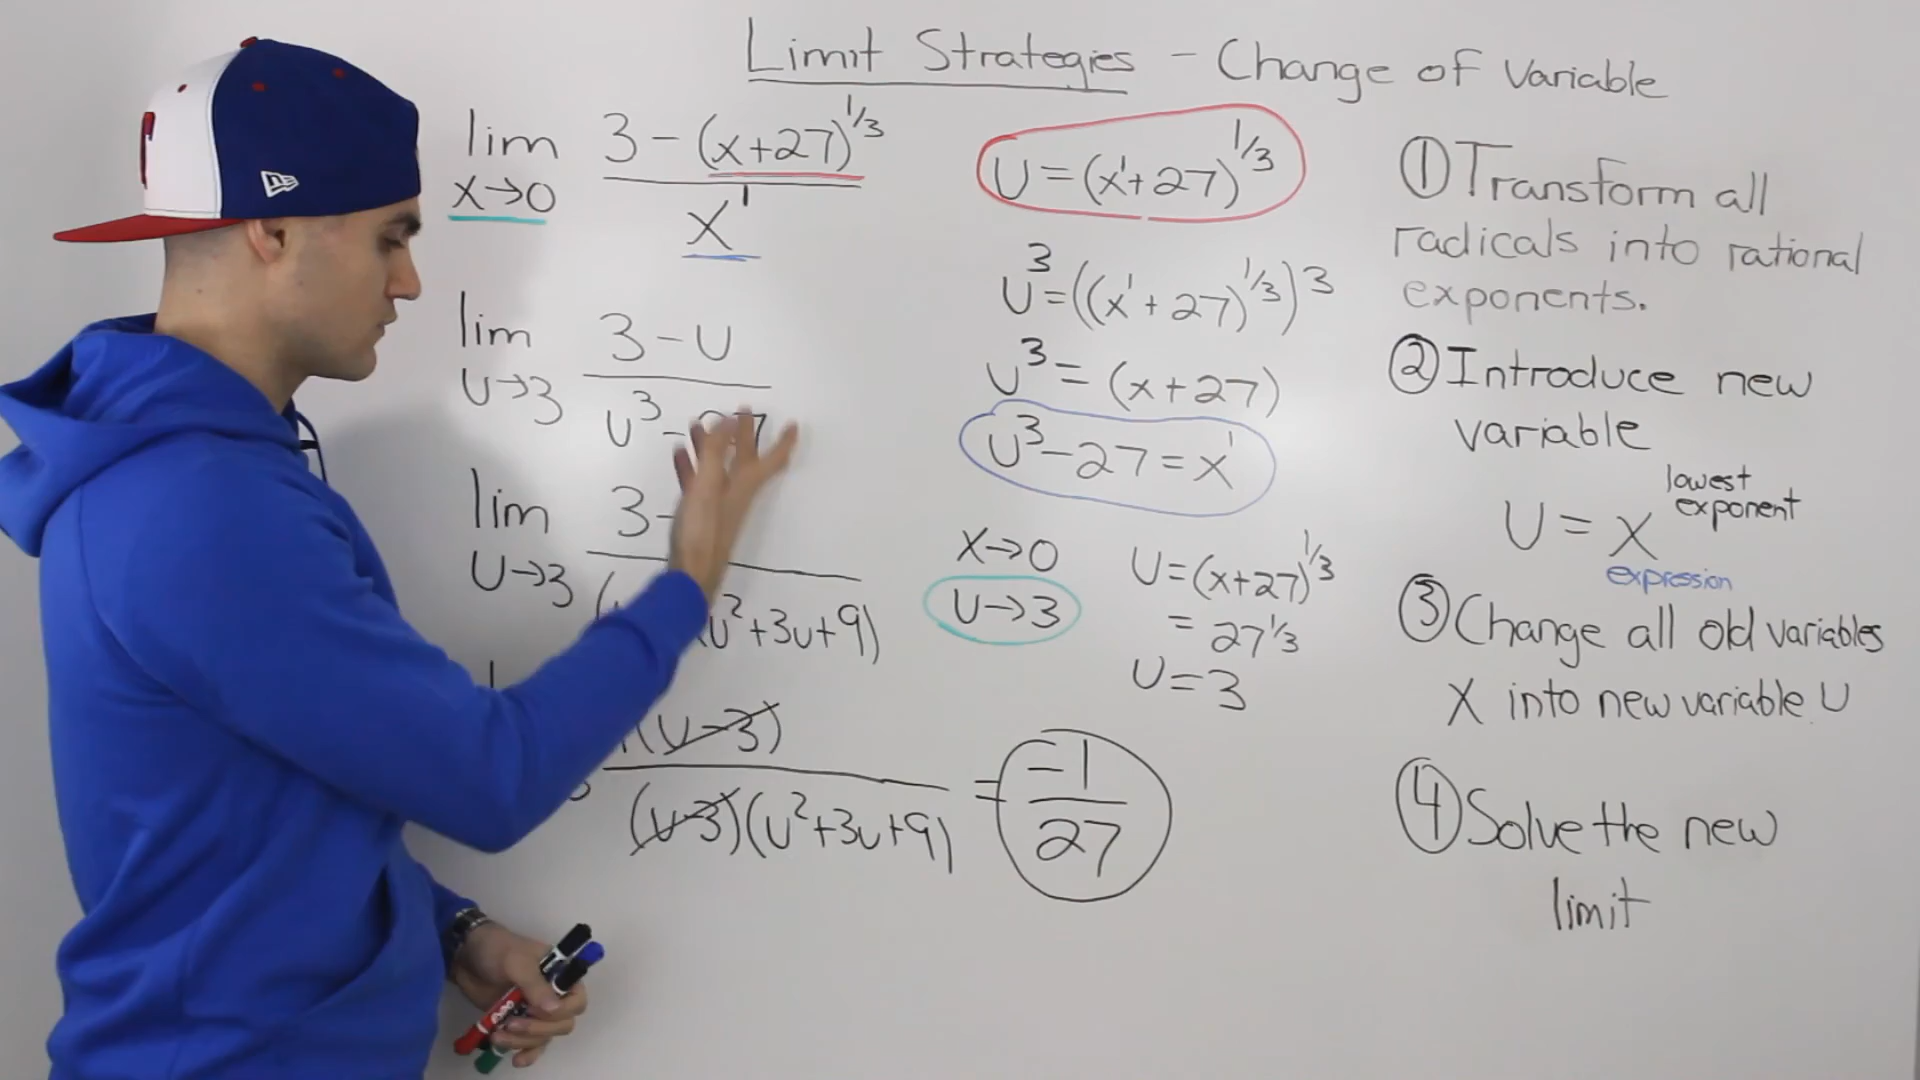 Limit Strategies - Change of Variable
lim 3-(x+27)^1/3
x→0 x^1
lim 3-U
U→3 U^3-27
lim 3-
U→3 u^2+3u+9)
(U-3)
(U-3)(U^2+3U+9)
= -1
27
U=(x^1+27)^1/3
U^3=((x^1+27)^1/3)^3
U^3=(x+27)
U^3-27=x^1
x→0
U→3
U=(x+27)^1/3
= 27^1/3
U=3
① Transform all
radicals into rational
exponents.
② Introduce new
variable
lowest
exponent
U=x
expression
③ Change all old variables
X into new variable U
④ Solve the new
limit